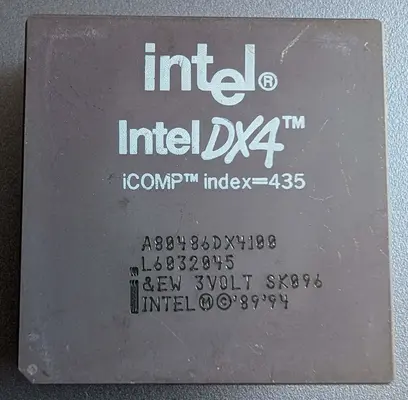 intel®
IntelDX4™
iCOMP™ index=435
A80486DX4100
L6032045
&EW 3VOLT SK096
INTEL Ⓜ©'89'94